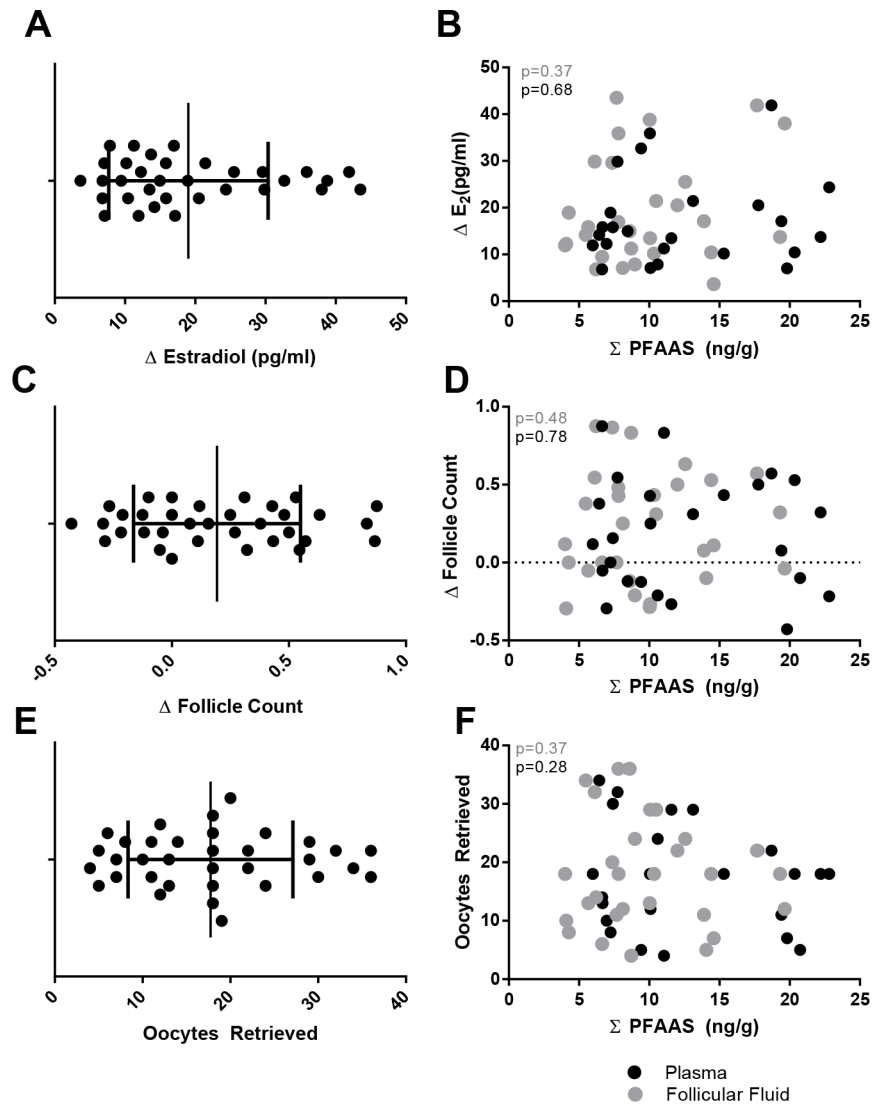 A
0 10 20 30 40 50
Δ Estradiol (pg/ml)
B
p=0.37
p=0.68
50
40
30
20
10
0
Δ E₂(pg/ml)
0 5 10 15 20 25
Σ PFAAS (ng/g)
C
-0.5 0.0 0.5 1.0
Δ Follicle Count
D
p=0.48
p=0.78
1.0
0.5
0.0
-0.5
Δ Follicle Count
0 5 10 15 20 25
Σ PFAAS (ng/g)
E
0 10 20 30 40
Oocytes Retrieved
F
p=0.37
p=0.28
40
30
20
10
0
Oocytes Retrieved
0 5 10 15 20 25
Σ PFAAS (ng/g)
Plasma
Follicular Fluid